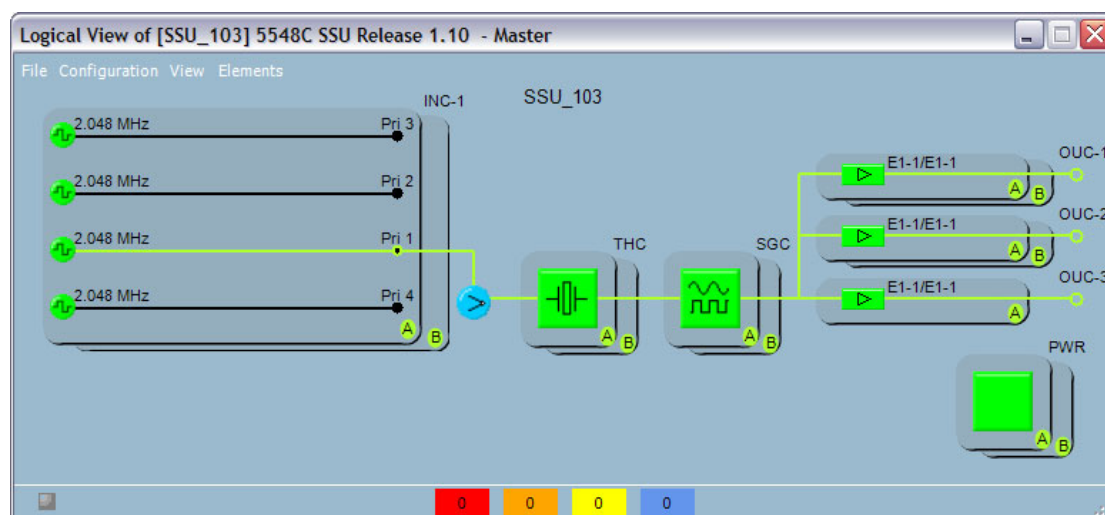 Logical View of [SSU_103] 5548C SSU Release 1.10 - Master
File Configuration View Elements
INC-1
SSU_103
2.048 MHz Pri 3
2.048 MHz Pri 2
2.048 MHz Pri 1
2.048 MHz Pri 4
A B
THC
A B
SGC
A B
OUC-1
E1-1/E1-1
A B
OUC-2
E1-1/E1-1
A B
OUC-3
E1-1/E1-1
A
PWR
A B
0 0 0 0